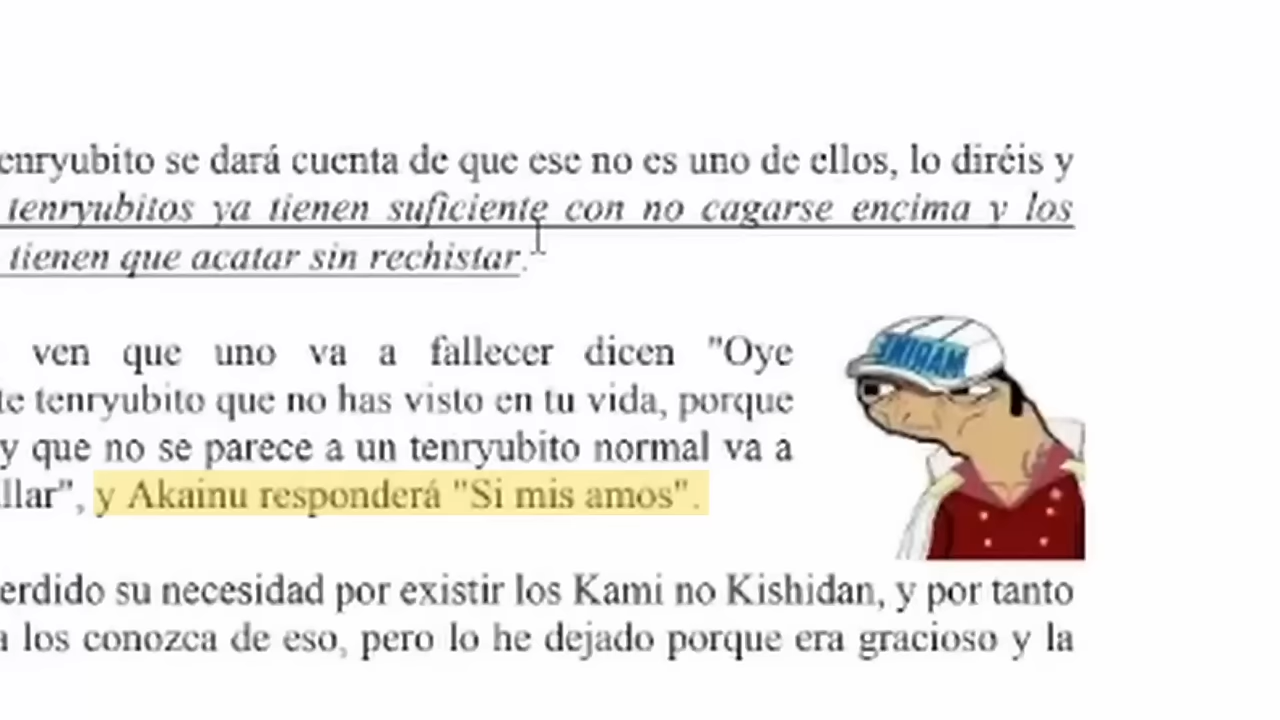 enryubito se dará cuenta de que ese no es uno de ellos, lo diréis y
tenryubitos ya tienen suficiente con no cagarse encima y los
tienen que acatar sin rechistar.
ven que uno va a fallecer dicen "Oye
te tenryubito que no has visto en tu vida, porque
y que no se parece a un tenryubito normal va a
llar", y Akainu responderá "Si mis amos".
erdido su necesidad por existir los Kami no Kishidan, y por tanto
a los conozca de eso, pero lo he dejado porque era gracioso y la
ENIRAM